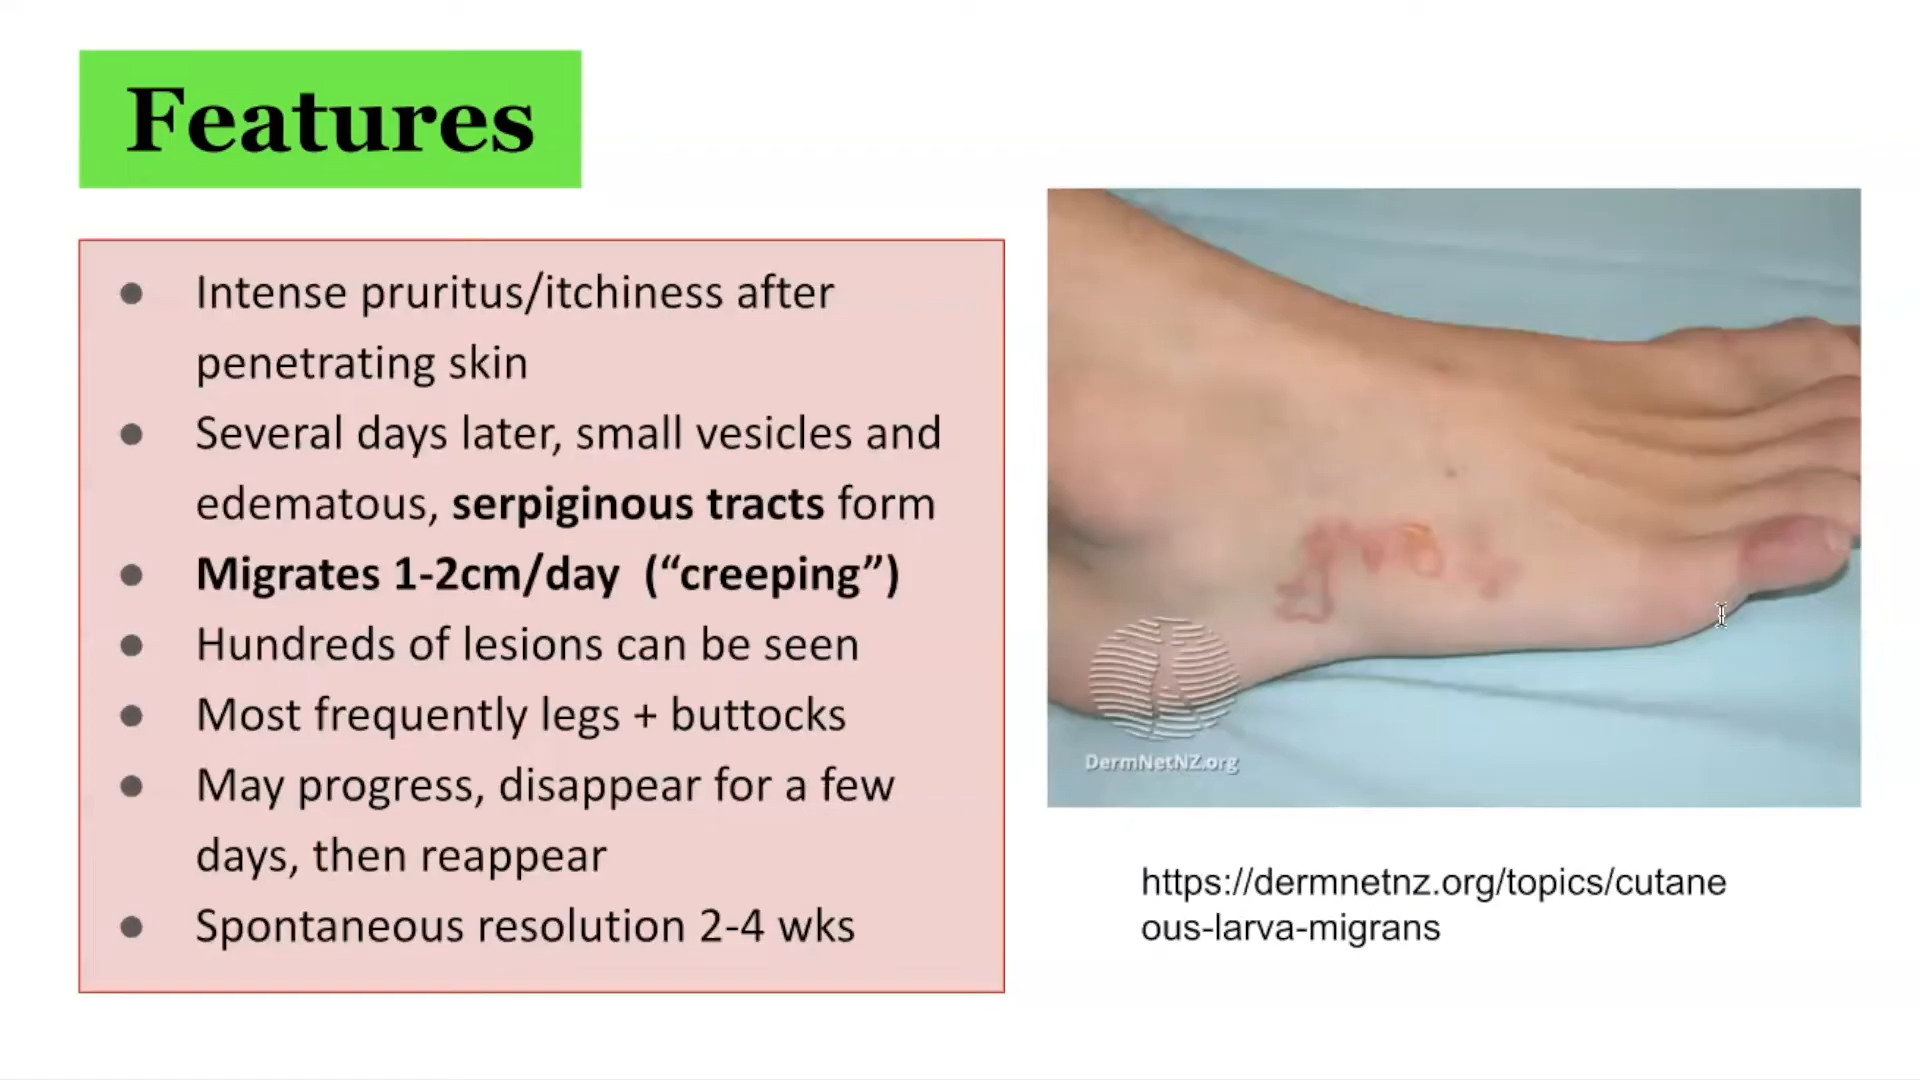 Features
● Intense pruritus/itchiness after
penetrating skin
● Several days later, small vesicles and
edematous, serpiginous tracts form
● Migrates 1-2cm/day (“creeping”)
● Hundreds of lesions can be seen
● Most frequently legs + buttocks
● May progress, disappear for a few
days, then reappear
● Spontaneous resolution 2-4 wks
DermNetNZ.org
https://dermnetnz.org/topics/cutane
ous-larva-migrans